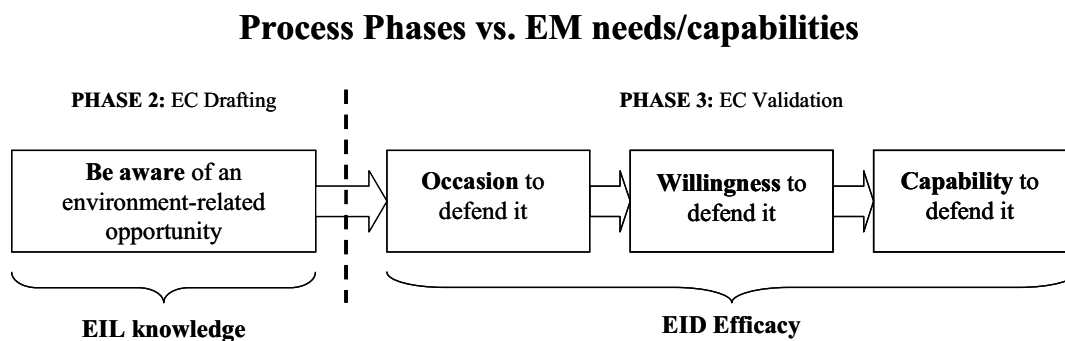 Process Phases vs. EM needs/capabilities
PHASE 2: EC Drafting
PHASE 3: EC Validation
Be aware of an
environment-related
opportunity
Occasion to
defend it
Willingness to
defend it
Capability to
defend it
EIL knowledge
EID Efficacy